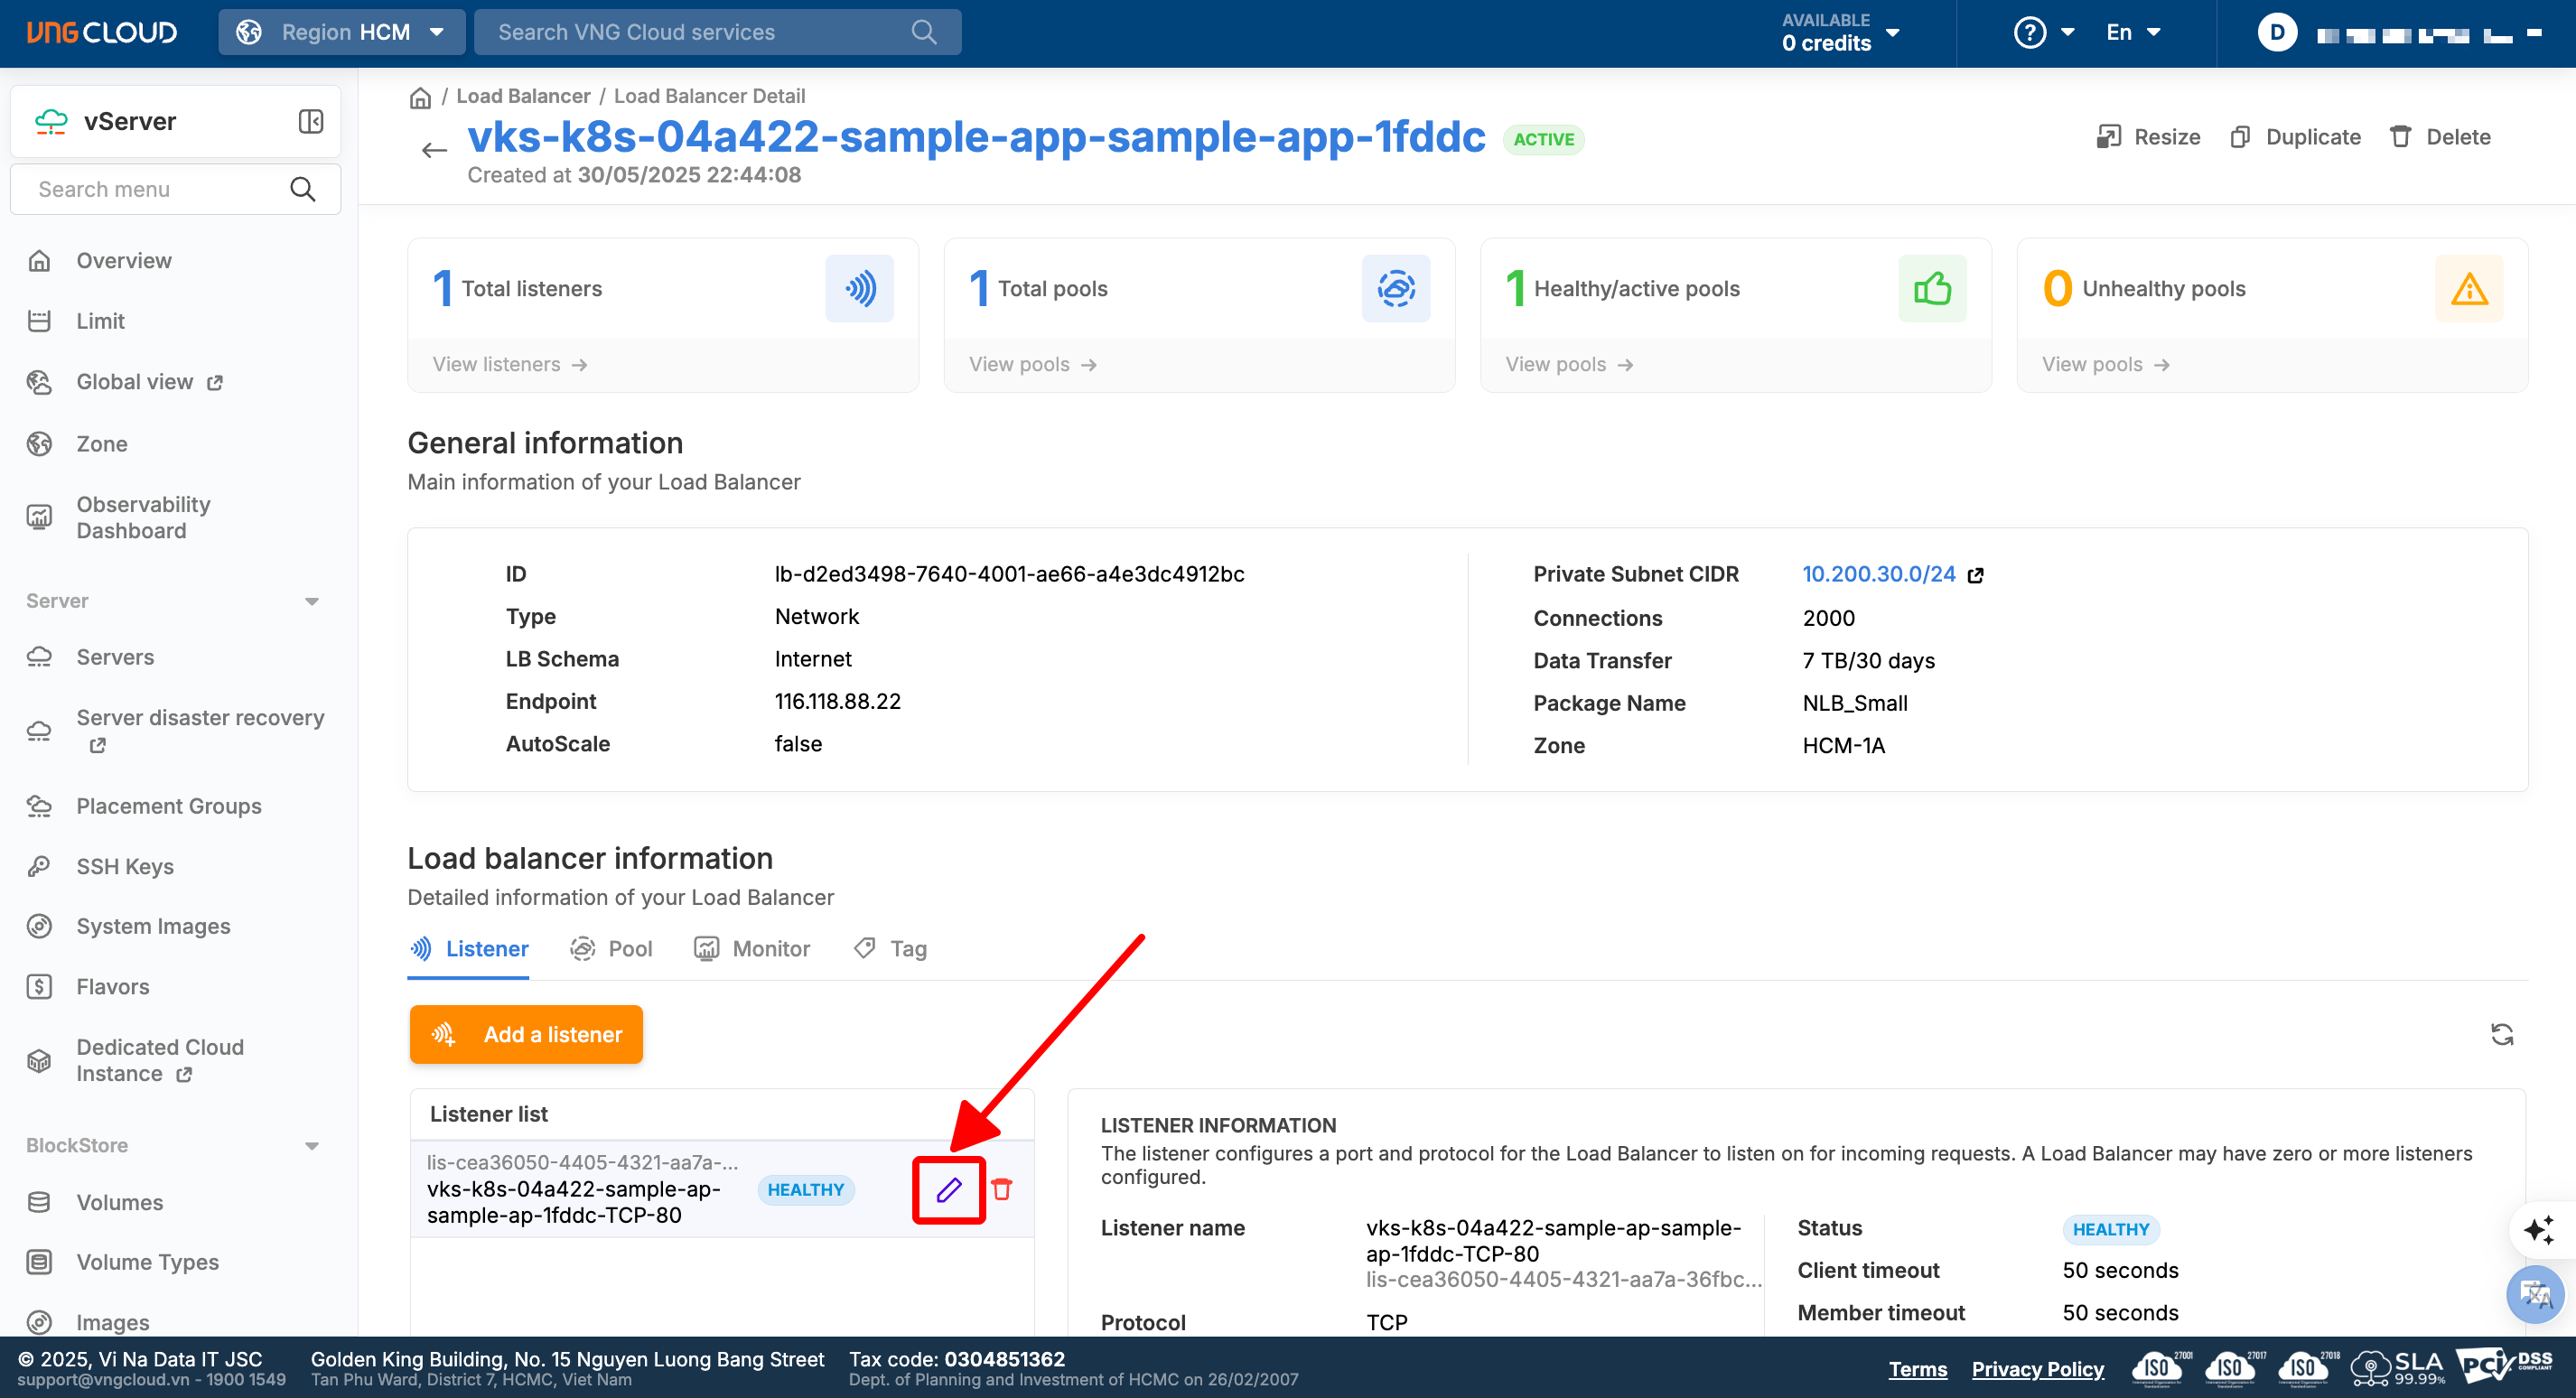 VNG CLOUD
Region HCM
Search VNG Cloud services
AVAILABLE
0 credits
?
En
D
vServer
Search menu
Overview
Limit
Global view
Zone
Observability
Dashboard
Server
Servers
Server disaster recovery
Placement Groups
SSH Keys
System Images
Flavors
Dedicated Cloud
Instance
BlockStore
Volumes
Volume Types
Images
/ Load Balancer / Load Balancer Detail
vks-k8s-04a422-sample-app-sample-app-1fddc ACTIVE
Created at 30/05/2025 22:44:08
Resize
Duplicate
Delete
1 Total listeners
View listeners →
1 Total pools
View pools →
1 Healthy/active pools
View pools →
0 Unhealthy pools
View pools →
General information
Main information of your Load Balancer
ID lb-d2ed3498-7640-4001-ae66-a4e3dc4912bc
Type Network
LB Schema Internet
Endpoint 116.118.88.22
AutoScale false
Private Subnet CIDR 10.200.30.0/24
Connections 2000
Data Transfer 7 TB/30 days
Package Name NLB_Small
Zone HCM-1A
Load balancer information
Detailed information of your Load Balancer
Listener Pool Monitor Tag
Add a listener
Listener list
lis-cea36050-4405-4321-aa7a-...
vks-k8s-04a422-sample-ap-
sample-ap-1fddc-TCP-80
HEALTHY
LISTENER INFORMATION
The listener configures a port and protocol for the Load Balancer to listen on for incoming requests. A Load Balancer may have zero or more listeners
configured.
Listener name vks-k8s-04a422-sample-ap-sample-
ap-1fddc-TCP-80
lis-cea36050-4405-4321-aa7a-36fbc...
Protocol TCP
Status HEALTHY
Client timeout 50 seconds
Member timeout 50 seconds
© 2025, Vi Na Data IT JSC
support@vngcloud.vn - 1900 1549
Golden King Building, No. 15 Nguyen Luong Bang Street
Tan Phu Ward, District 7, HCMC, Viet Nam
Tax code: 0304851362
Dept. of Planning and Investment of HCMC on 26/02/2007
Terms
Privacy Policy
ISO 27001
ISO 27017
ISO 27018
SLA
99.99%
PCI DSS
COMPLIANT